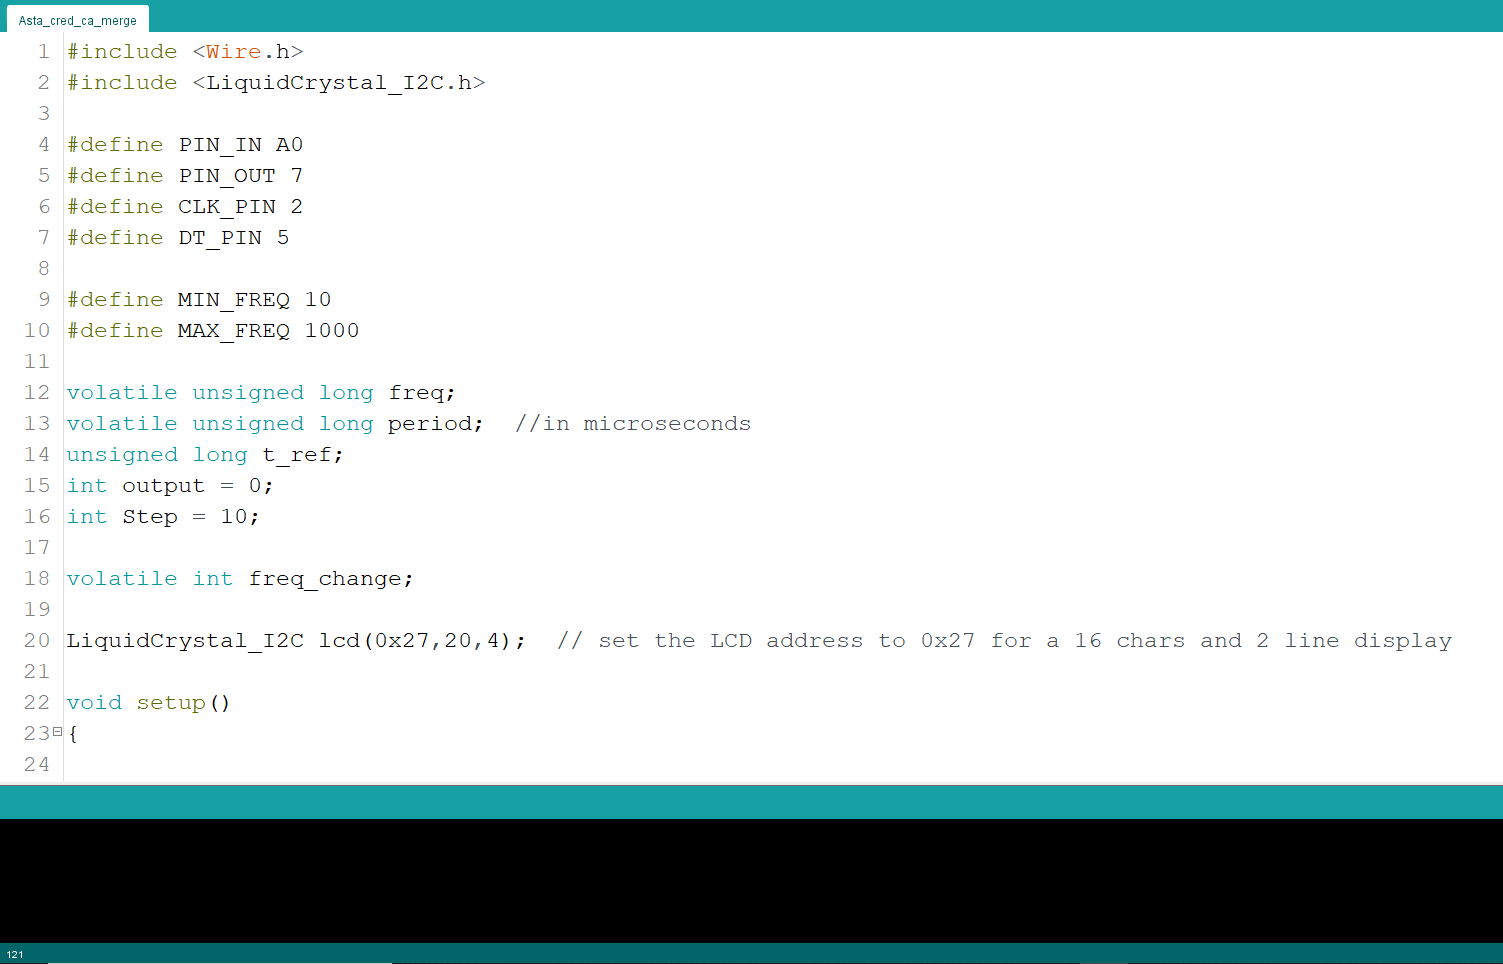 Asta_cred_ca_merge
1 #include <Wire.h>
2 #include <LiquidCrystal_I2C.h>
3
4 #define PIN_IN A0
5 #define PIN_OUT 7
6 #define CLK_PIN 2
7 #define DT_PIN 5
8
9 #define MIN_FREQ 10
10 #define MAX_FREQ 1000
11
12 volatile unsigned long freq;
13 volatile unsigned long period;  //in microseconds
14 unsigned long t_ref;
15 int output = 0;
16 int Step = 10;
17
18 volatile int freq_change;
19
20 LiquidCrystal_I2C lcd(0x27,20,4);  // set the LCD address to 0x27 for a 16 chars and 2 line display
21
22 void setup()
23 {
24
121